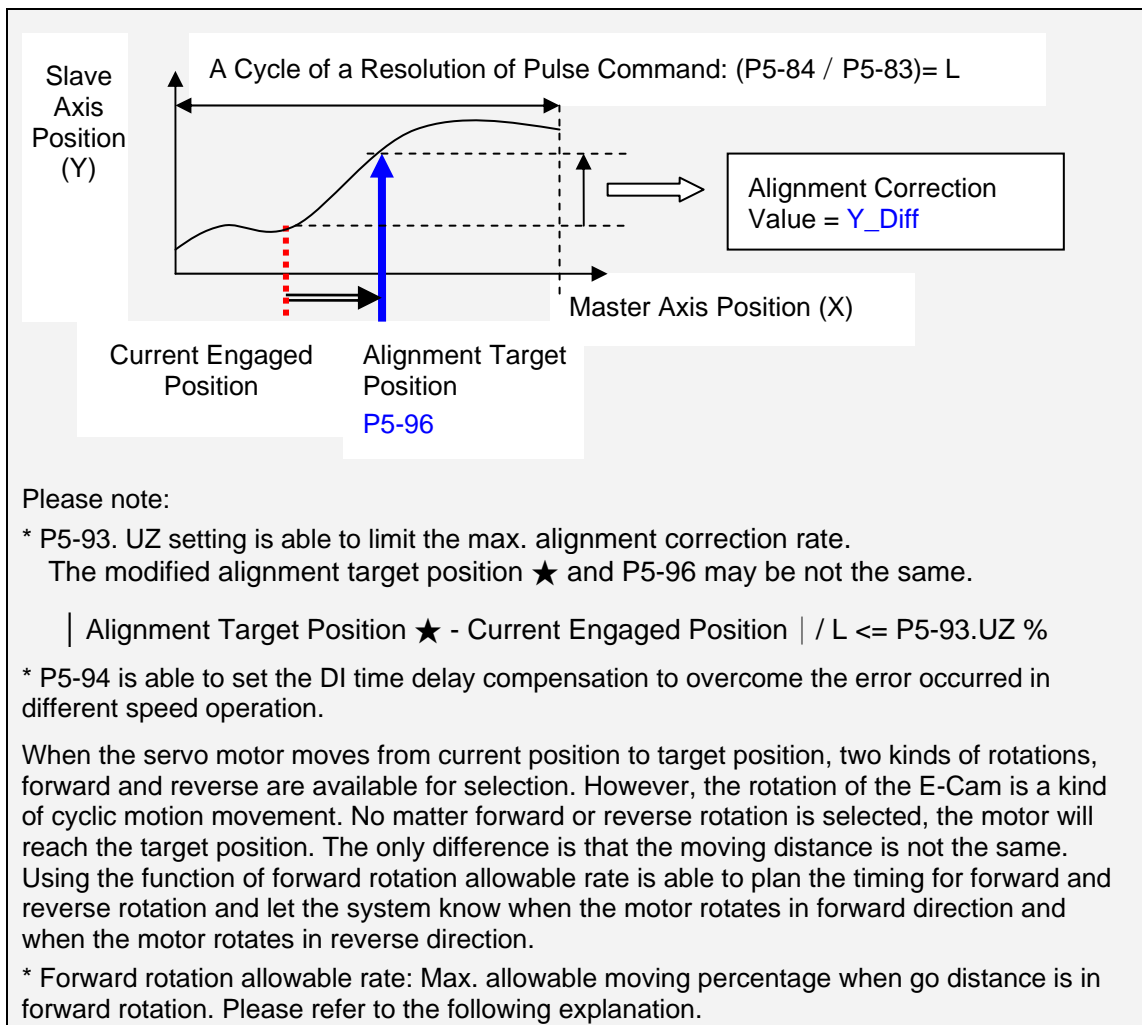 A Cycle of a Resolution of Pulse Command: (P5-84 / P5-83)= L
Slave
Axis
Position
(Y)
Alignment Correction
Value = Y_Diff
Master Axis Position (X)
Current Engaged
Position
Alignment Target
Position
P5-96
Please note:
* P5-93. UZ setting is able to limit the max. alignment correction rate.
The modified alignment target position ★ and P5-96 may be not the same.
| Alignment Target Position ★ - Current Engaged Position | / L <= P5-93.UZ %
* P5-94 is able to set the DI time delay compensation to overcome the error occurred in
different speed operation.
When the servo motor moves from current position to target position, two kinds of rotations,
forward and reverse are available for selection. However, the rotation of the E-Cam is a kind
of cyclic motion movement. No matter forward or reverse rotation is selected, the motor will
reach the target position. The only difference is that the moving distance is not the same.
Using the function of forward rotation allowable rate is able to plan the timing for forward and
reverse rotation and let the system know when the motor rotates in forward direction and
when the motor rotates in reverse direction.
* Forward rotation allowable rate: Max. allowable moving percentage when go distance is in
forward rotation. Please refer to the following explanation.